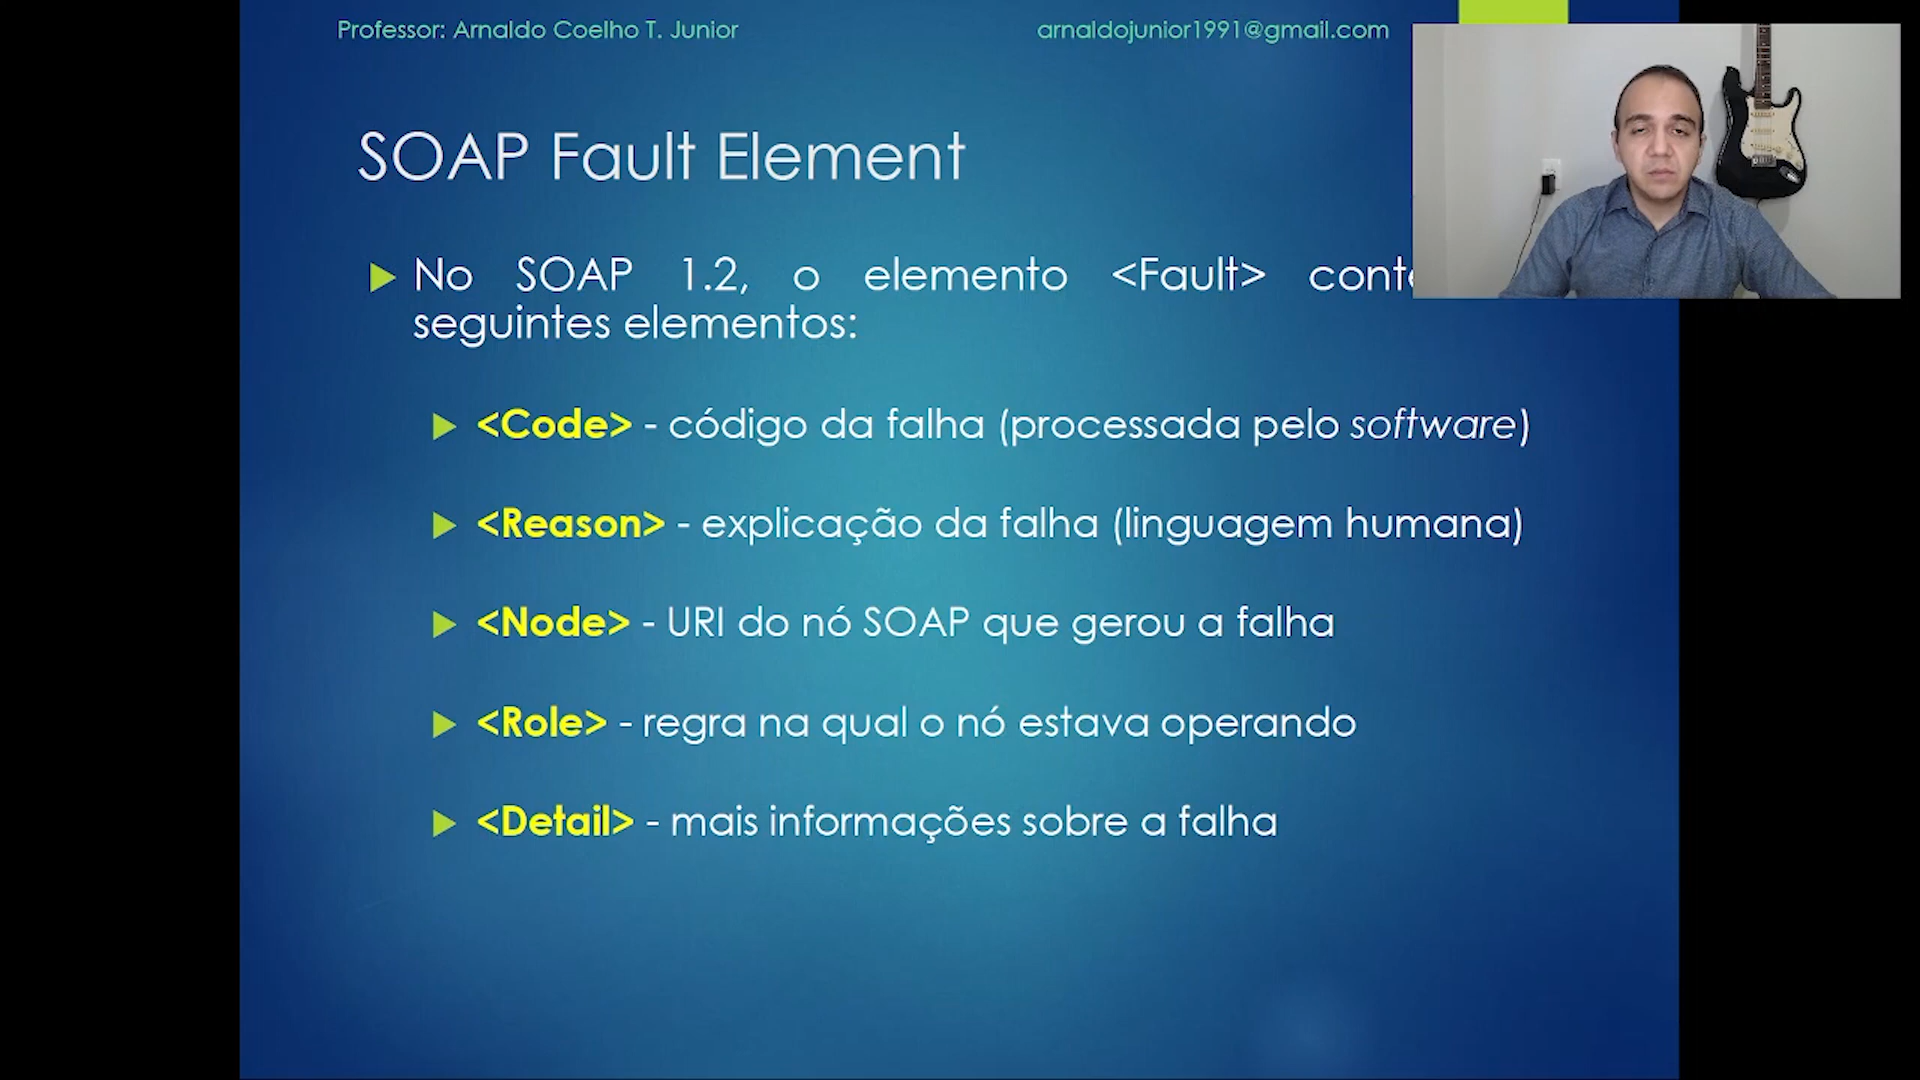 Professor: Arnaldo Coelho T. Junior
arnaldojunior1991@gmail.com
SOAP Fault Element
No SOAP 1.2, o elemento <Fault>
seguintes elementos:
<Code> - código da falha (processada pelo software)
<Reason> - explicação da falha (linguagem humana)
<Node> - URI do nó SOAP que gerou a falha
<Role> - regra na qual o nó estava operando
<Detail> - mais informações sobre a falha